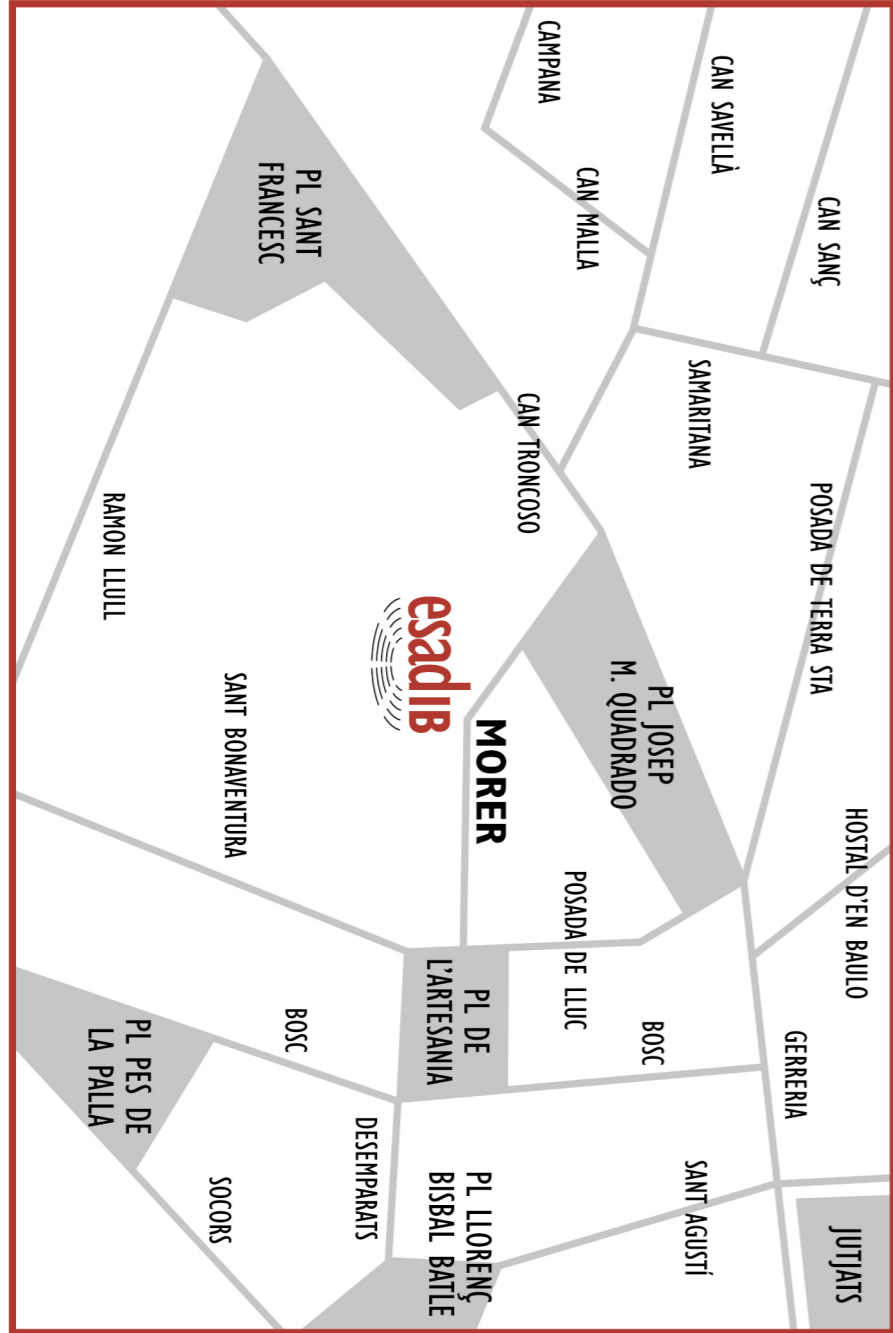 HOSTAL D'EN BAULO
JUTJATS
CAN SANÇ
POSADA DE TERRA STA
GERRERIA
CAN SAVELLÀ
SAMARITANA
SANT AGUSTÍ
PL JOSEP
M. QUADRADO
BOSC
CAN MALLA
POSADA DE LLUC
CAMPANA
CAN TRONCOSO
MORER
PL DE
L'ARTESANIA
PL LLORENÇ
BISBAL BATLE
esadIB
DESEMPARATS
PL SANT
FRANCESC
BOSC
SANT BONAVENTURA
SOCORS
PL PES DE
LA PALLA
RAMON LLULL